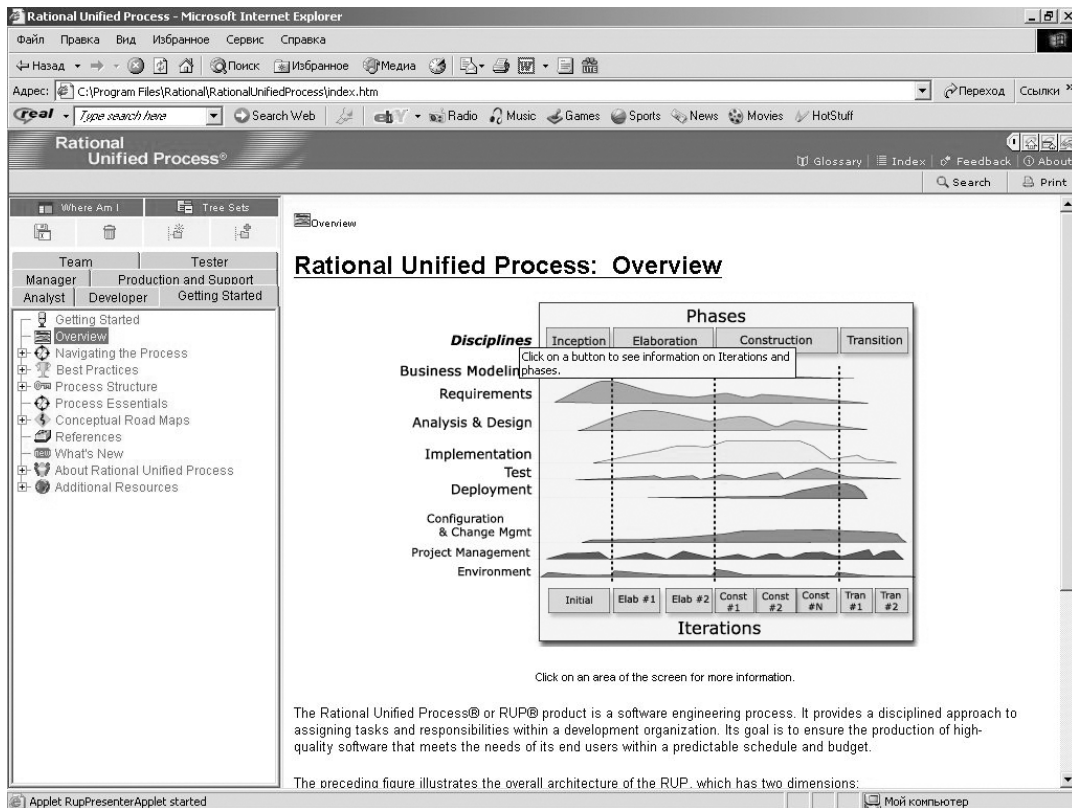 Rational Unified Process - Microsoft Internet Explorer
Файл Правка Вид Избранное Сервис Справка
Назад Поиск Избранное Медиа
Адрес: C:\Program Files\Rational\RationalUnifiedProcess\index.htm Переход Ссылки »
real Type search here Search Web Radio Music Games Sports News Movies HotStuff
Rational
Unified Process®
Glossary | Index | Feedback | About
Search Print
Where Am I Tree Sets
Team Tester
Manager Production and Support
Analyst Developer Getting Started
Getting Started
Overview
Navigating the Process
Best Practices
Process Structure
Process Essentials
Conceptual Road Maps
References
new What's New
About Rational Unified Process
Additional Resources
Overview
Rational Unified Process: Overview
Phases
Disciplines Inception Elaboration Construction Transition
Click on a button to see information on Iterations and
phases.
Business Modeling
Requirements
Analysis & Design
Implementation
Test
Deployment
Configuration
& Change Mgmt
Project Management
Environment
Initial Elab #1 Elab #2 Const #1 Const #2 Const #N Tran #1 Tran #2
Iterations
Click on an area of the screen for more information.
The Rational Unified Process® or RUP® product is a software engineering process. It provides a disciplined approach to
assigning tasks and responsibilities within a development organization. Its goal is to ensure the production of high-
quality software that meets the needs of its end users within a predictable schedule and budget.
The preceding figure illustrates the overall architecture of the RUP, which has two dimensions:
Applet RupPresenterApplet started Мой компьютер